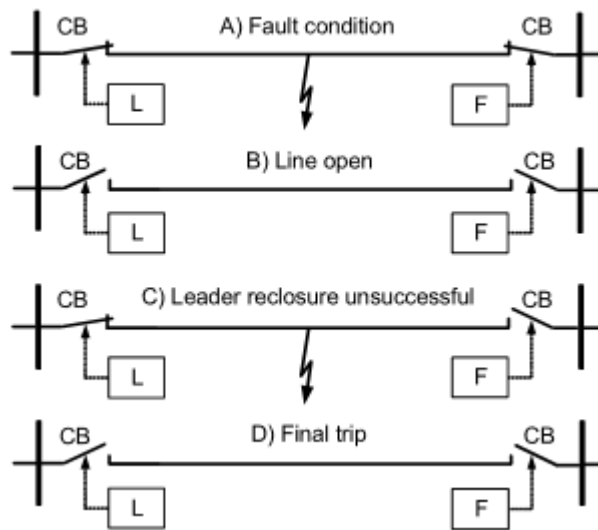 A) Fault condition
CB CB
L F
B) Line open
CB CB
L F
C) Leader reclosure unsuccessful
CB CB
L F
D) Final trip
CB CB
L F